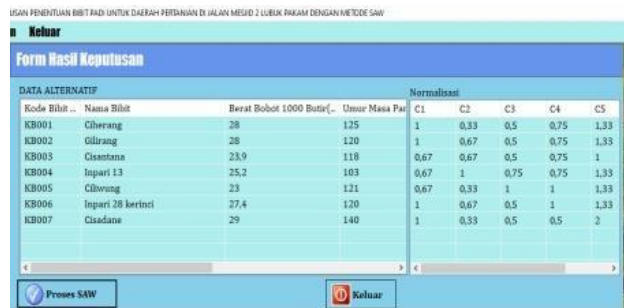 USAN PENENTUAN BIBIT PADI UNTUK DAERAH PERTANIAN DI JALAN MESJID 2 LUBUK PAKAM DENGAN METODE SAW
n Keluar
Form Hasil Keputusan
DATA ALTERNATIF Normalisasi
Kode Bibit ... Nama Bibit Berat Bobot 1000 Butir(... Umur Masa Par C1 C2 C3 C4 C5
KB001 Ciherang 28 125 1 0,33 0,5 0,75 1,33
KB002 Gilirang 28 120 1 0,67 0,5 0,75 1,33
KB003 Cisantana 23,9 118 0,67 0,67 0,5 0,75 1
KB004 Inpari 13 25,2 103 0,67 1 0,75 0,75 1,33
KB005 Ciliwung 23 121 0,67 0,33 1 1 1,33
KB006 Inpari 28 kerinci 27,4 120 1 0,67 0,5 1 1,33
KB007 Cisadane 29 140 1 0,33 0,5 0,5 2
Proses SAW Keluar